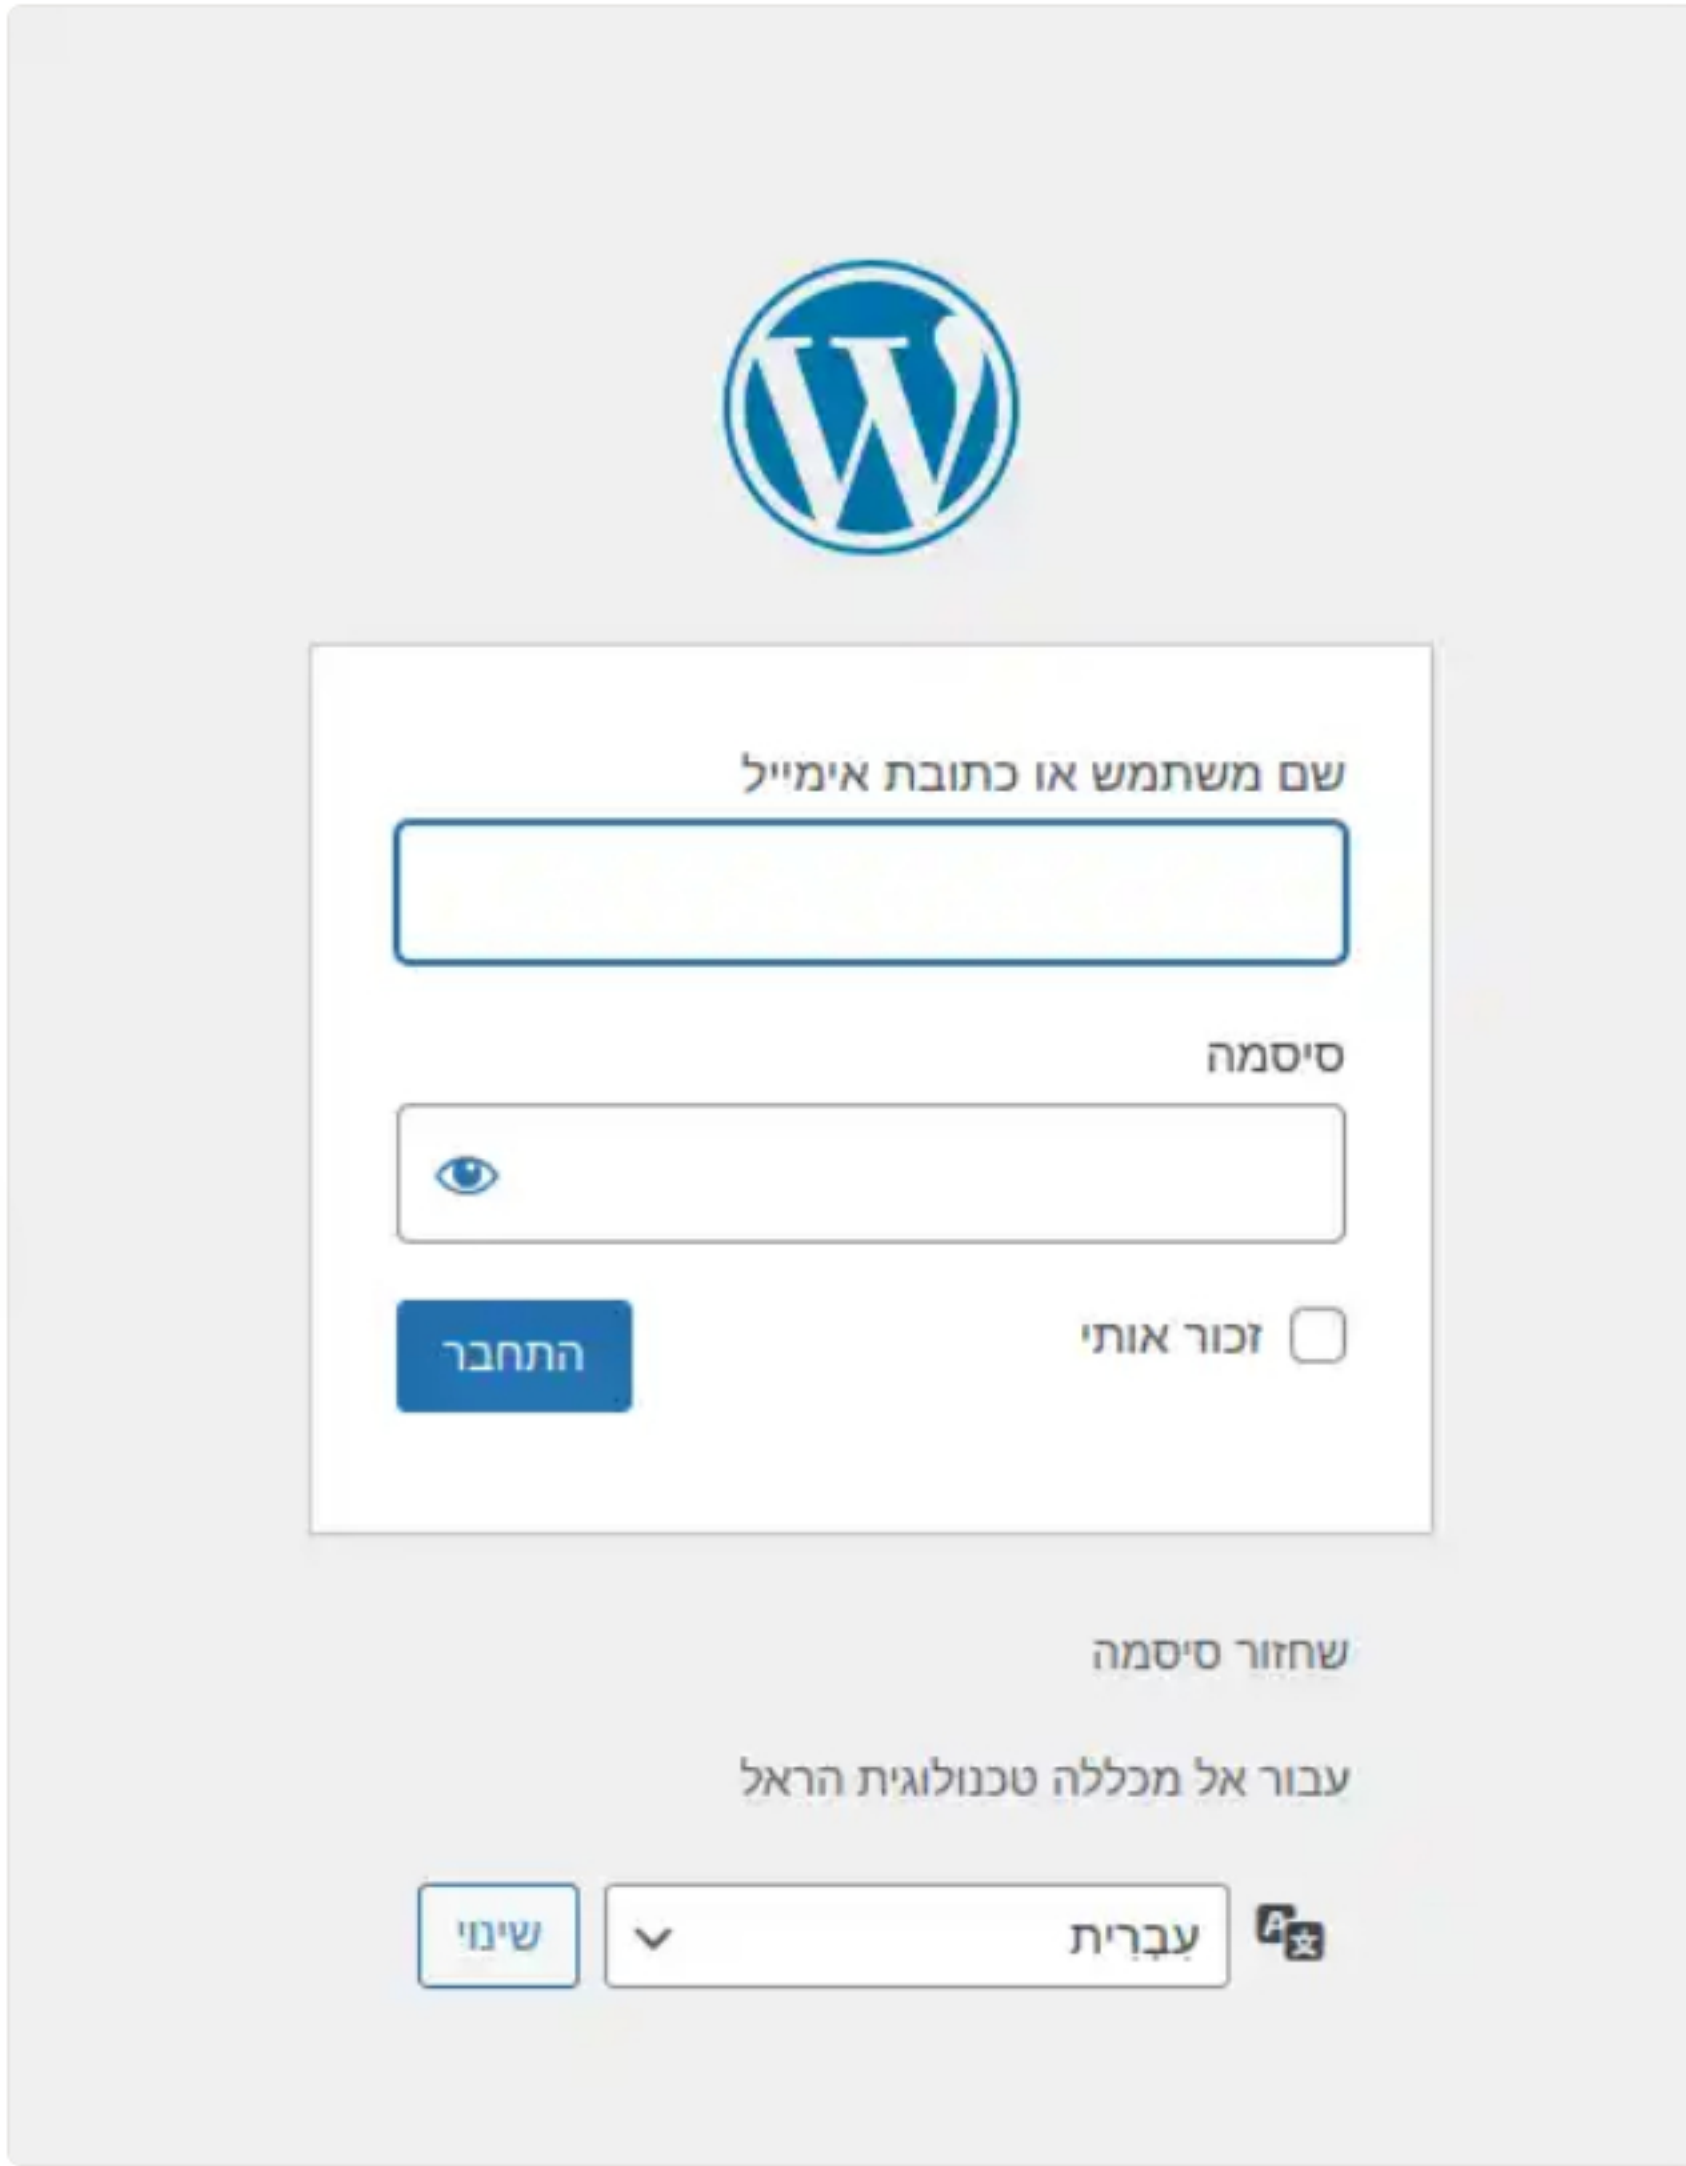 שם משתמש או כתובת אימייל
סיסמה
זכור אותי
התחבר
שחזור סיסמה
עבור אל מכללה טכנולוגית הראל
עִבְרִית
שינוי